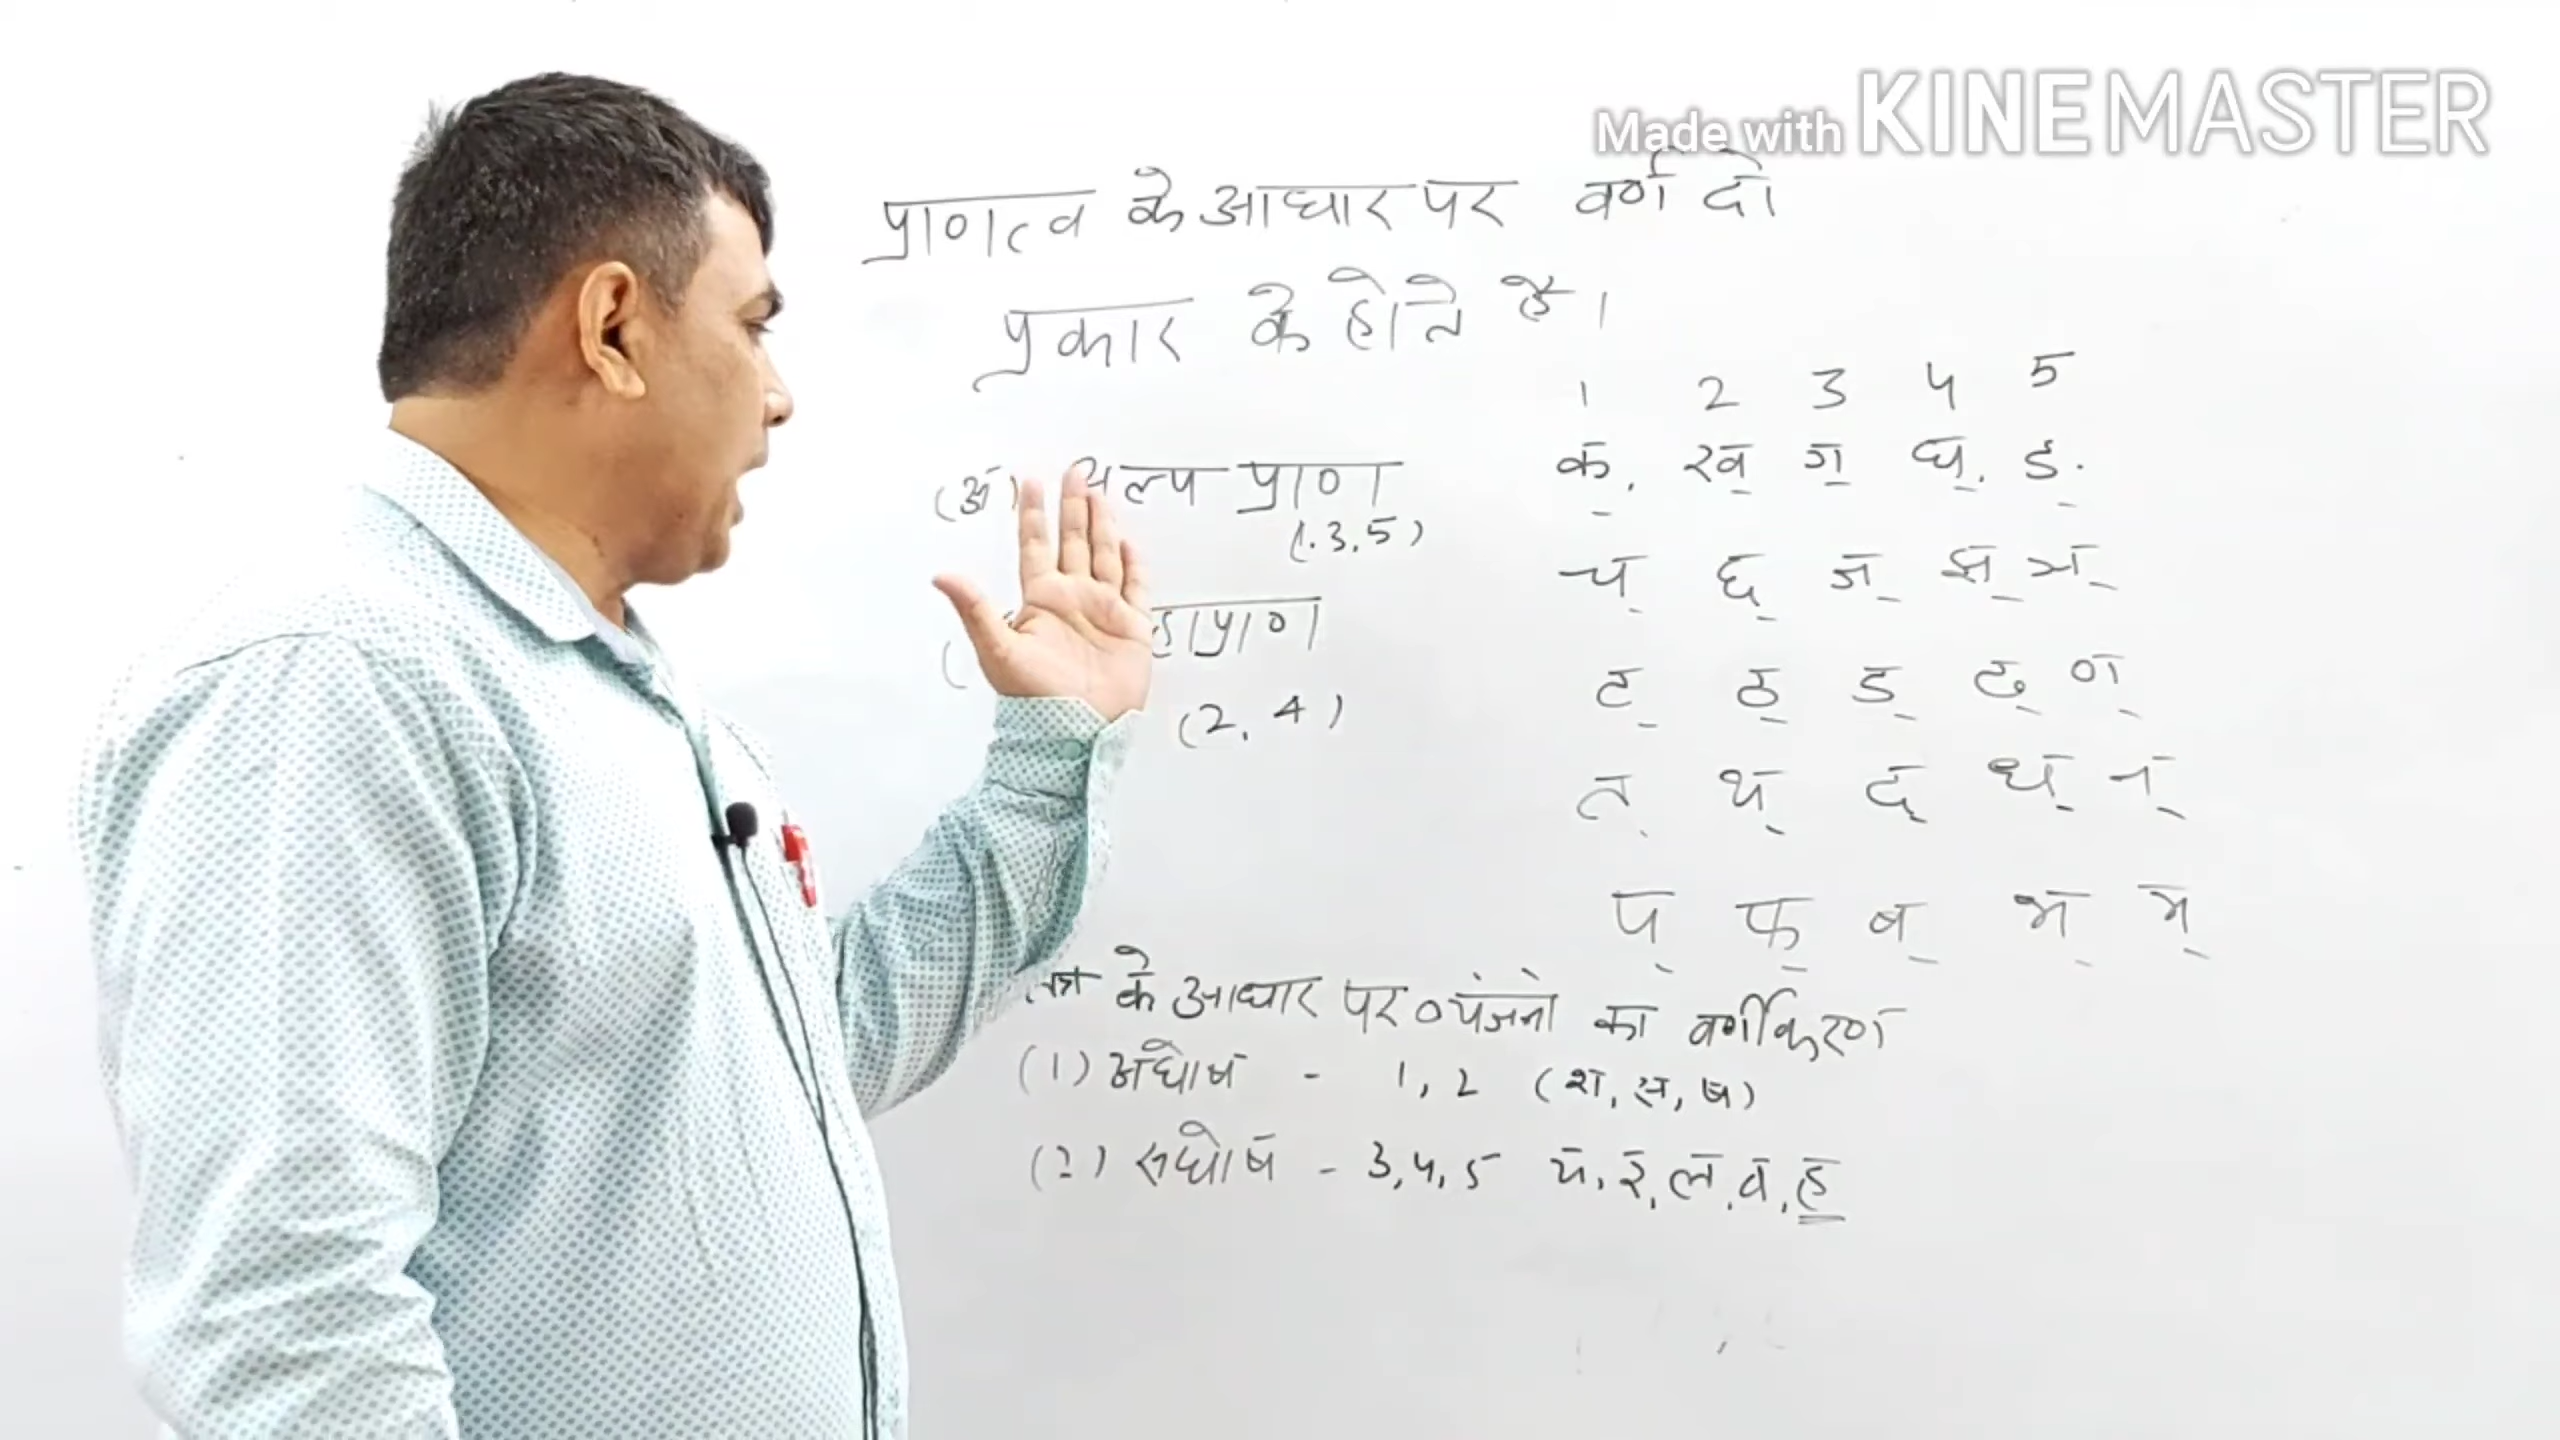 Made with KINEMASTER
प्राणत्व के आधार पर वर्ण दो
प्रकार के होते है।
1 2 3 4 5
क्, ख् ग् घ्, ङ्.
च् छ् ज् झ् ञ्
ट् ठ् ड् ढ् ण्
त् थ् द् ध् न्
प् फ् ब् भ् म्
(अ) अल्प प्राण
(1.3.5)
हाप्राण
(2, 4)
के आधार पर व्यंजनो का वर्गीकरण
(1) अघोष - 1, 2 (श, स, ष)
(2) सघोष - 3,4,5 य, र, ल, व, ह